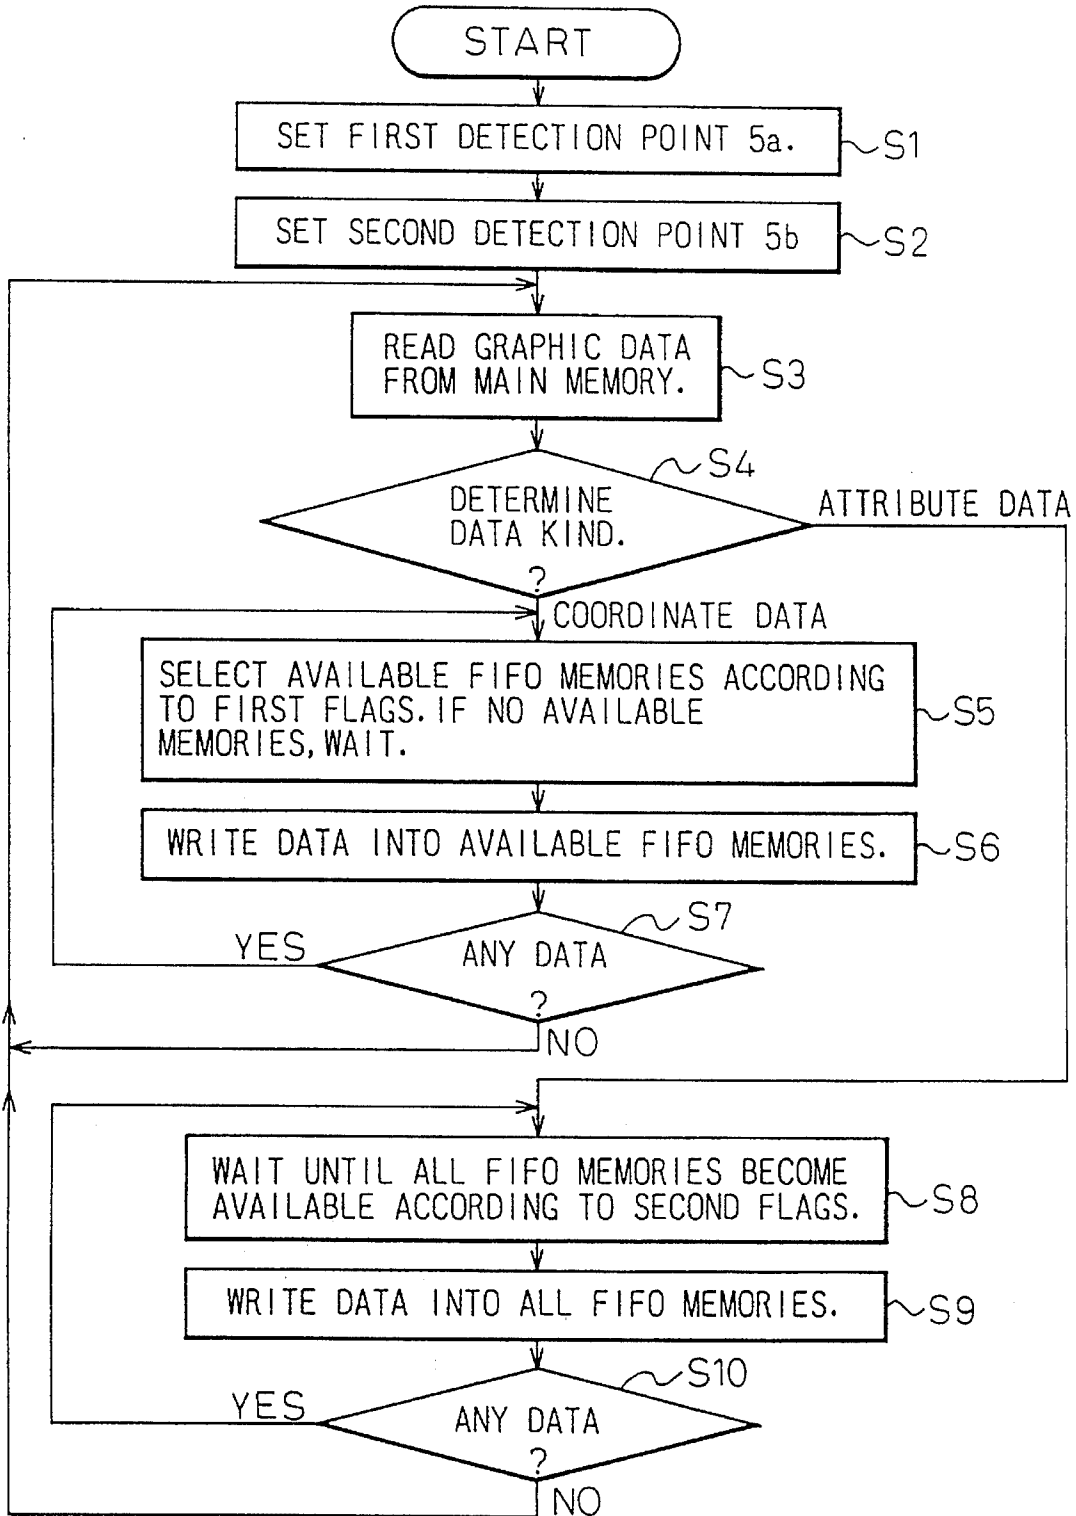 START
SET FIRST DETECTION POINT 5a.
S1
SET SECOND DETECTION POINT 5b
S2
READ GRAPHIC DATA
FROM MAIN MEMORY.
S3
S4
DETERMINE
DATA KIND.
?
ATTRIBUTE DATA
COORDINATE DATA
SELECT AVAILABLE FIFO MEMORIES ACCORDING
TO FIRST FLAGS. IF NO AVAILABLE
MEMORIES, WAIT.
S5
WRITE DATA INTO AVAILABLE FIFO MEMORIES.
S6
S7
YES
ANY DATA
?
NO
WAIT UNTIL ALL FIFO MEMORIES BECOME
AVAILABLE ACCORDING TO SECOND FLAGS.
S8
WRITE DATA INTO ALL FIFO MEMORIES.
S9
S10
YES
ANY DATA
?
NO